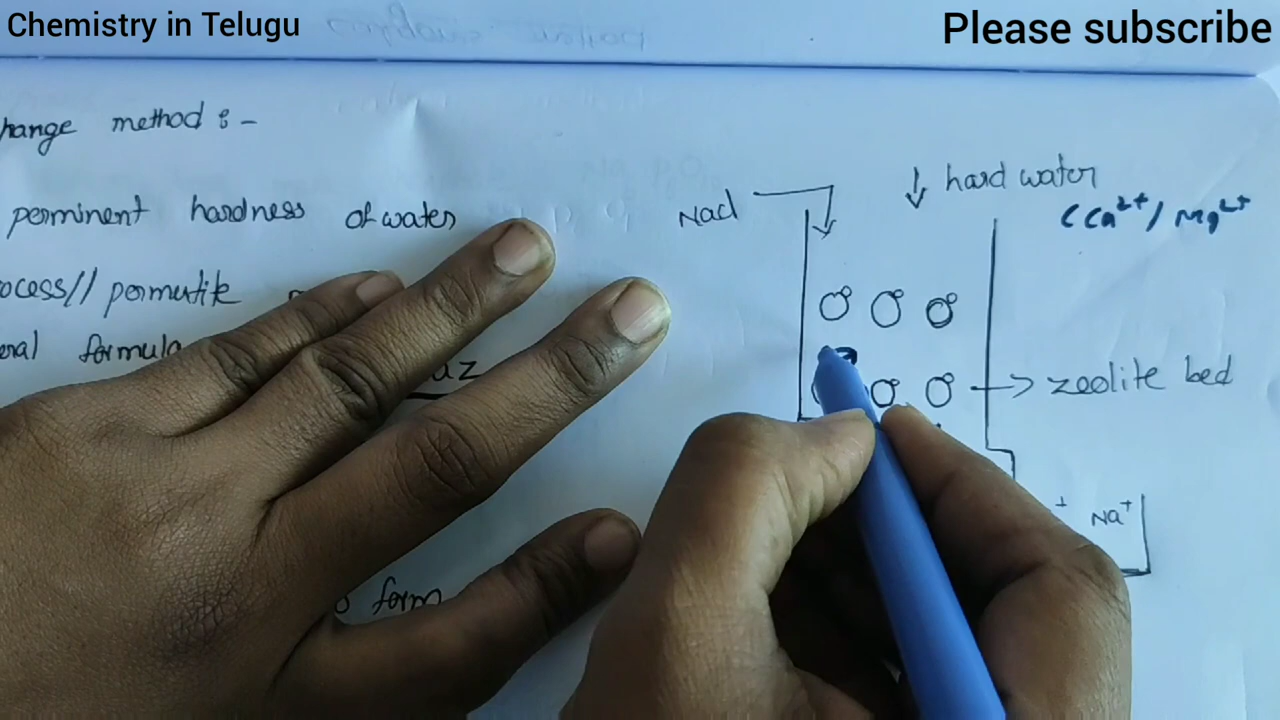 Chemistry in Telugu
Please subscribe
hange method :-
perminent hardness of water
ocess// permutit
eral formula
az
form
Nacl
hard water
(Ca2+/ Mg2+
zeolite bed
+ Na+